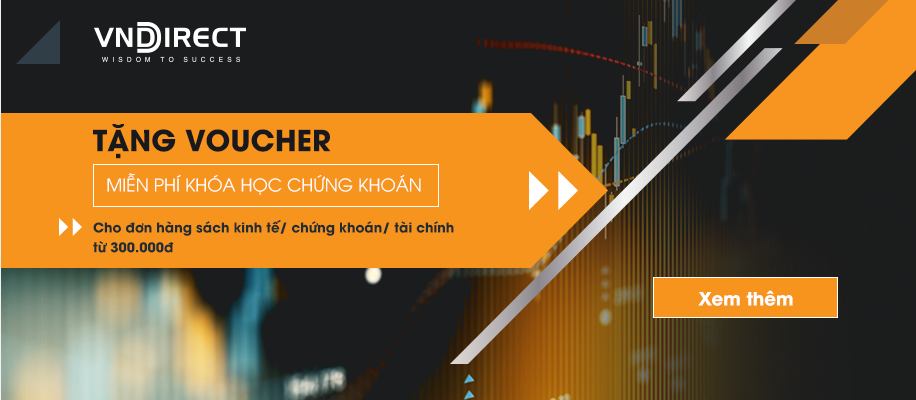 VNDIRECT
WISDOM TO SUCCESS
TẶNG VOUCHER
MIỄN PHÍ KHÓA HỌC CHỨNG KHOÁN
Cho đơn hàng sách kinh tế/ chứng khoán/ tài chính
từ 300.000đ
Xem thêm